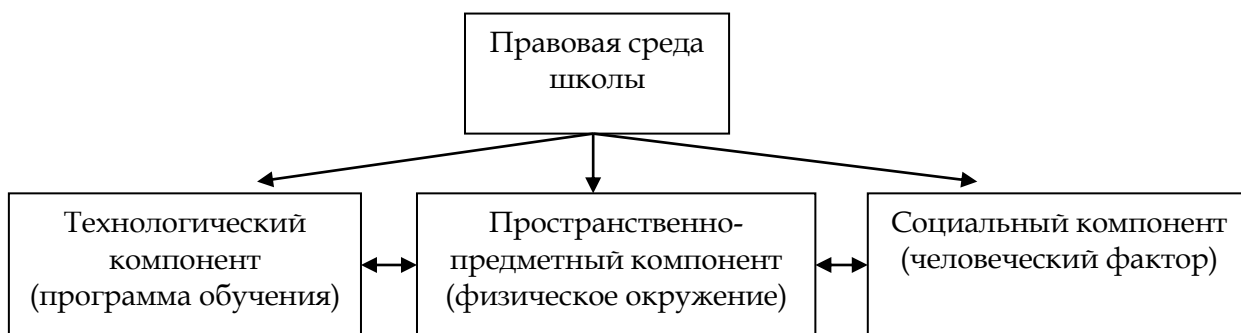 Правовая среда
школы
Технологический
компонент
(программа обучения)
Пространственно-
предметный компонент
(физическое окружение)
Социальный компонент
(человеческий фактор)